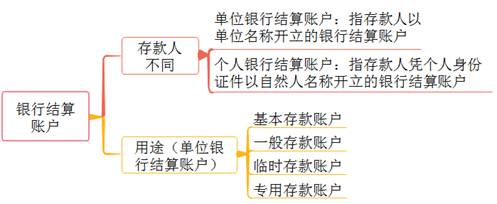 银行结算
账户
存款人
不同
单位银行结算账户：指存款人以
单位名称开立的银行结算账户
个人银行结算账户：指存款人凭个人身份
证件以自然人名称开立的银行结算账户
用途（单位银
行结算账户）
基本存款账户
一般存款账户
临时存款账户
专用存款账户